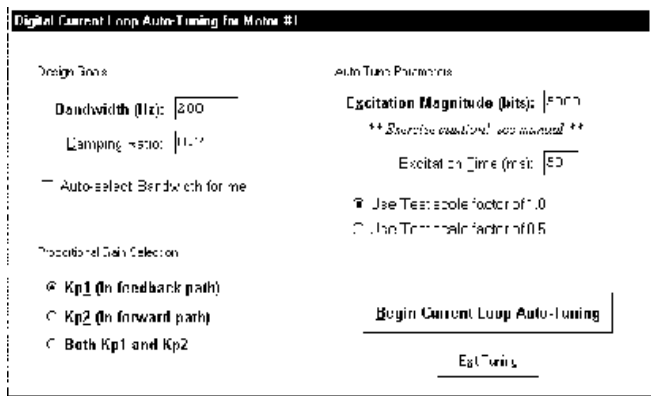 Digital Current Loop Auto-Tuning for Motor #1
Design Goals
Bandwidth (Hz): 200
Damping Ratio:
Auto-select Bandwidth for me
Proportional Gain Selection
Kp1 (In feedback path)
Kp2 (In forward path)
Both Kp1 and Kp2
Auto Tune Parameters
Excitation Magnitude (bits): 5000
** Exercise caution! see manual **
Excitation Time (ms): 50
Use Test scale factor of 1.0
Use Test scale factor of 0.5
Begin Current Loop Auto-Tuning
Exit Tuning